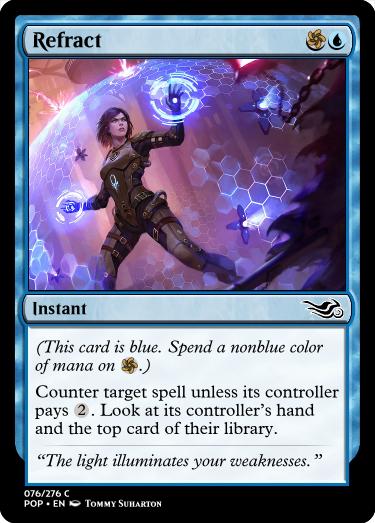 Refract
Instant
(This card is blue. Spend a nonblue color
of mana on .)
Counter target spell unless its controller
pays 2. Look at its controller's hand
and the top card of their library.
"The light illuminates your weaknesses."
076/276 C
POP • EN Tommy Suharton